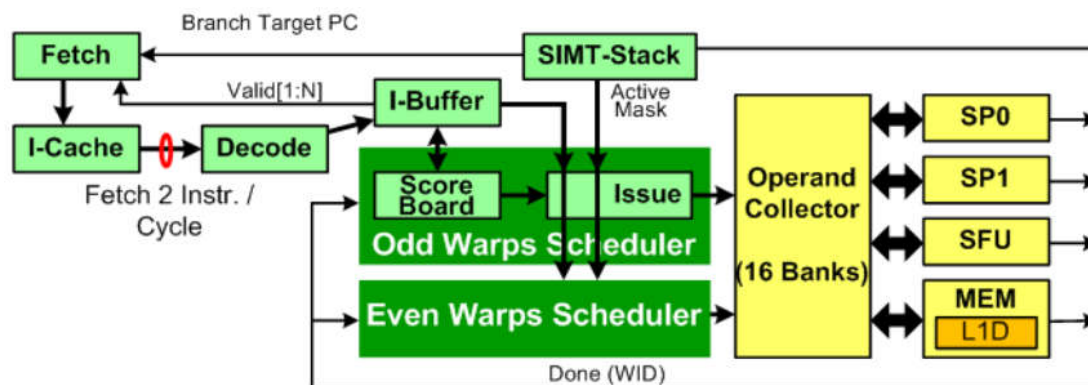 Branch Target PC
Fetch
SIMT-Stack
Valid[1:N]
I-Buffer
Active
Mask
I-Cache
Decode
Fetch 2 Instr. /
Cycle
Score
Board
Issue
Odd Warps Scheduler
Even Warps Scheduler
Done (WID)
Operand
Collector
(16 Banks)
SP0
SP1
SFU
MEM
L1D